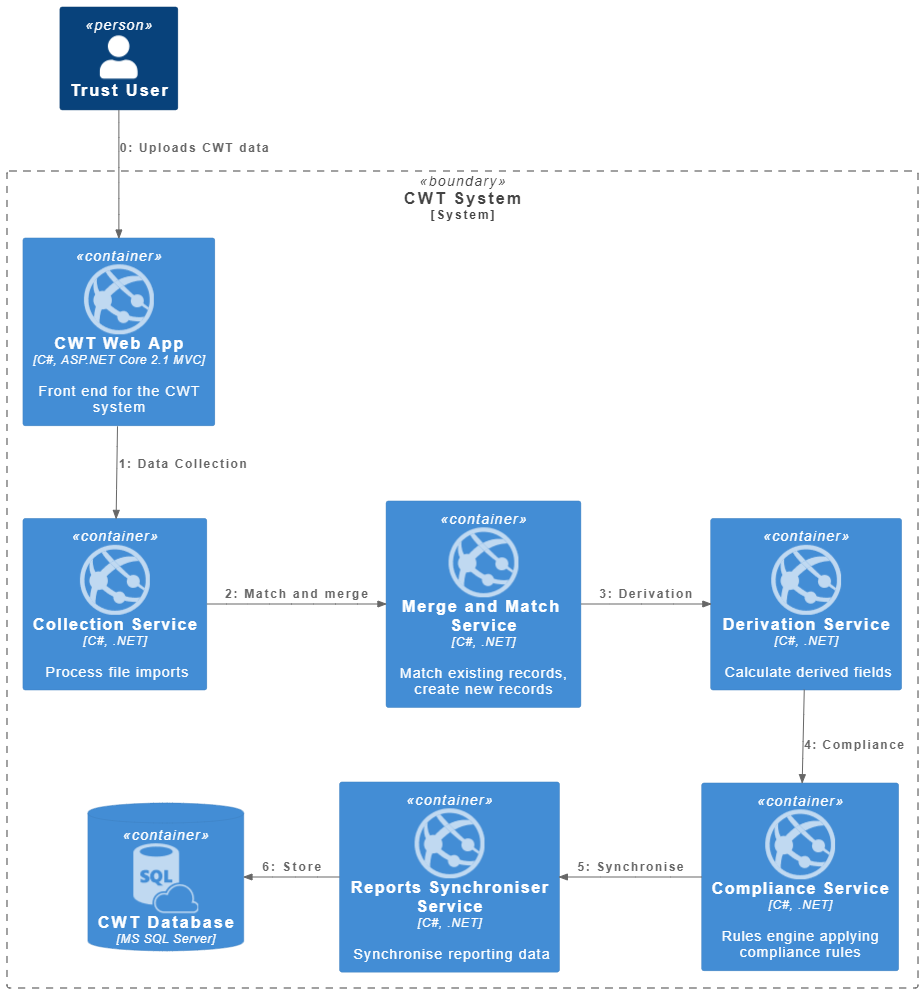 «person»
Trust User
0: Uploads CWT data
«boundary»
CWT System
[System]
«container»
CWT Web App
[C#, ASP.NET Core 2.1 MVC]
Front end for the CWT
system
1: Data Collection
«container»
Collection Service
[C#, .NET]
Process file imports
2: Match and merge
«container»
Merge and Match
Service
[C#, .NET]
Match existing records,
create new records
3: Derivation
«container»
Derivation Service
[C#, .NET]
Calculate derived fields
4: Compliance
«container»
Compliance Service
[C#, .NET]
Rules engine applying
compliance rules
5: Synchronise
«container»
Reports Synchroniser
Service
[C#, .NET]
Synchronise reporting data
6: Store
«container»
SQL
CWT Database
[MS SQL Server]